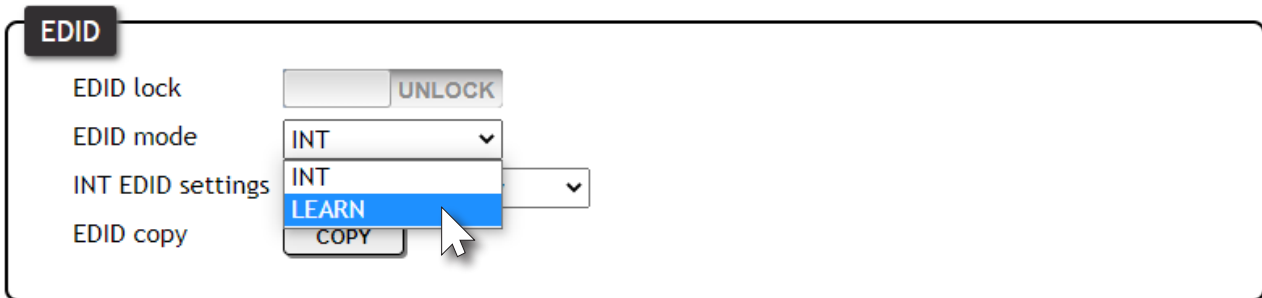 EDID
EDID lock UNLOCK
EDID mode INT
INT EDID settings INT
LEARN
EDID copy COPY